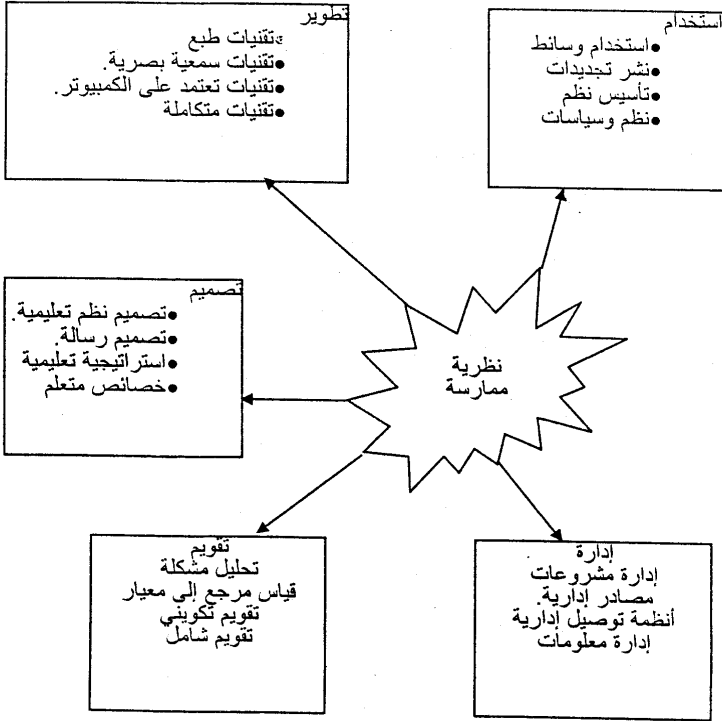 استخدام
●استخدام وسائط
●نشر تجديدات
●تأسيس نظم
●نظم وسياسات
تطوير
تقنيات طبع
●تقنيات سمعية بصرية.
●تقنيات تعتمد على الكمبيوتر.
●تقنيات متكاملة
نظرية
ممارسة
تصميم
●تصميم نظم تعليمية.
●تصميم رسالة.
●استراتيجية تعليمية
●خصائص متعلم
إدارة
إدارة مشروعات
مصادر إدارية.
أنظمة توصيل إدارية
إدارة معلومات
تقويم
تحليل مشكلة
قياس مرجع إلى معيار
تقويم تكويني
تقويم شامل